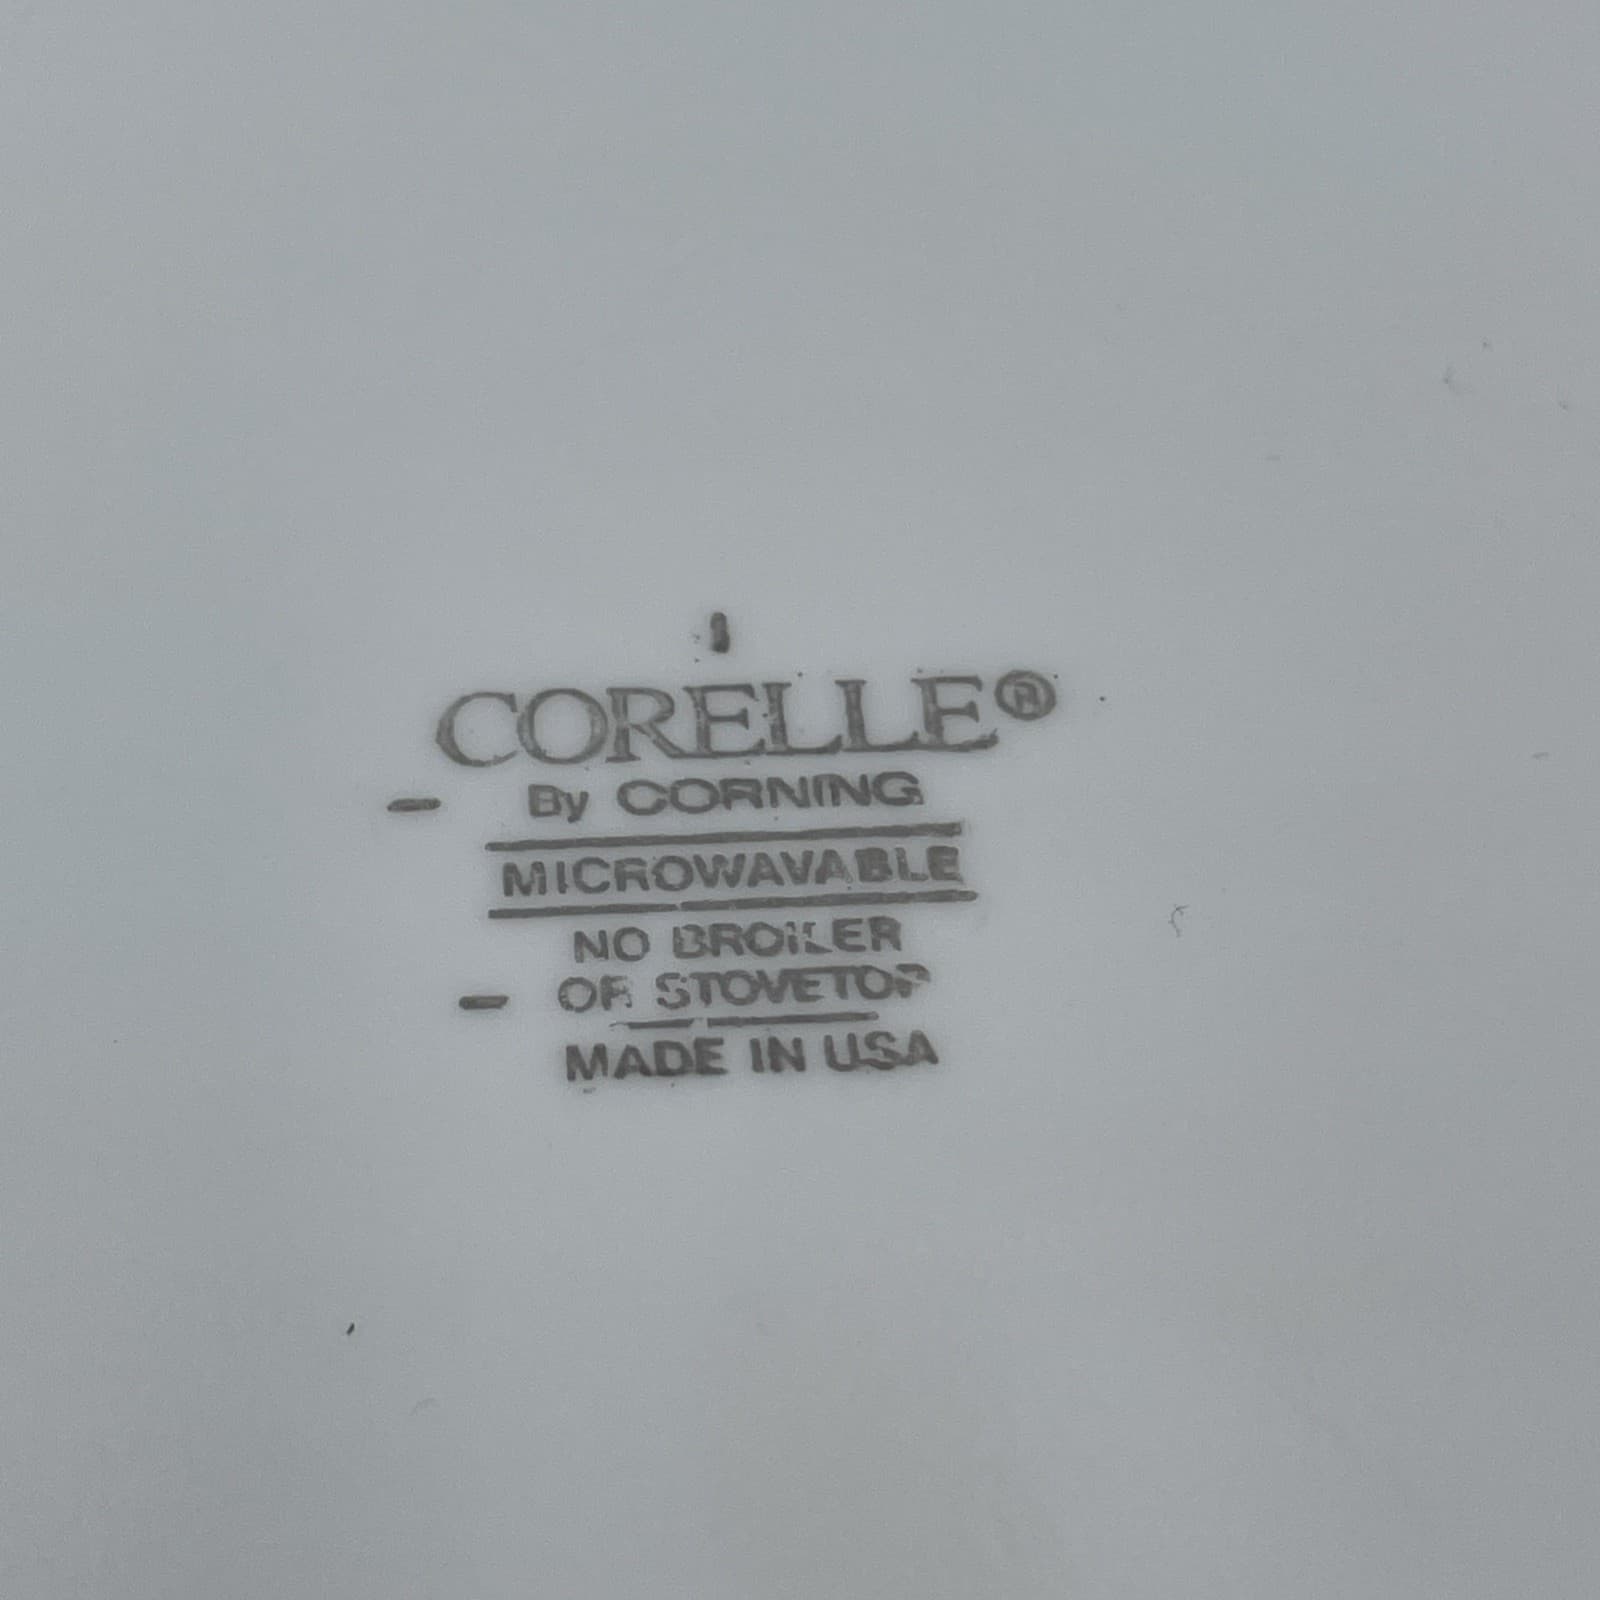 CORELLE®
By CORNING
MICROWAVABLE
NO BROILER
OR STOVETOP
MADE IN USA